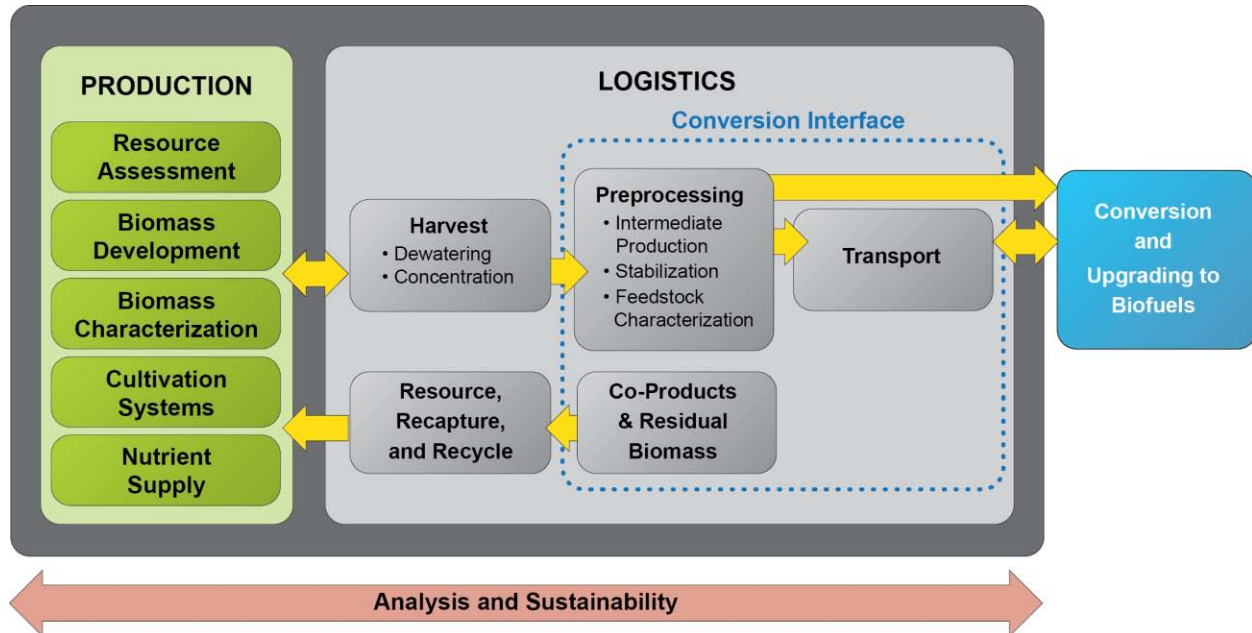 PRODUCTION
Resource
Assessment
Biomass
Development
Biomass
Characterization
Cultivation
Systems
Nutrient
Supply
LOGISTICS
Conversion Interface
Harvest
• Dewatering
• Concentration
Preprocessing
• Intermediate
Production
• Stabilization
• Feedstock
Characterization
Transport
Resource,
Recapture,
and Recycle
Co-Products
& Residual
Biomass
Conversion
and
Upgrading to
Biofuels
Analysis and Sustainability